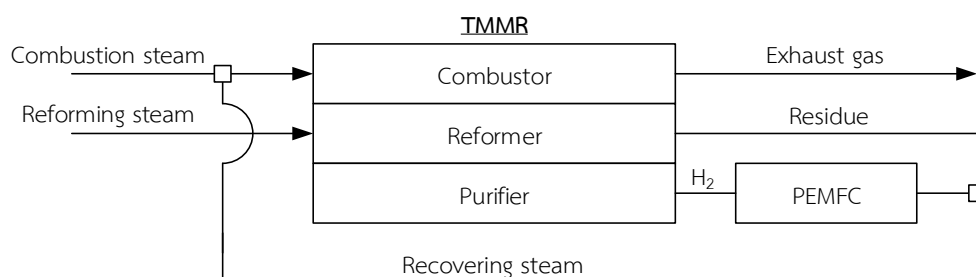 TMMR
Combustion steam
Combustor
Exhaust gas
Reforming steam
Reformer
Residue
Purifier
H2
PEMFC
Recovering steam